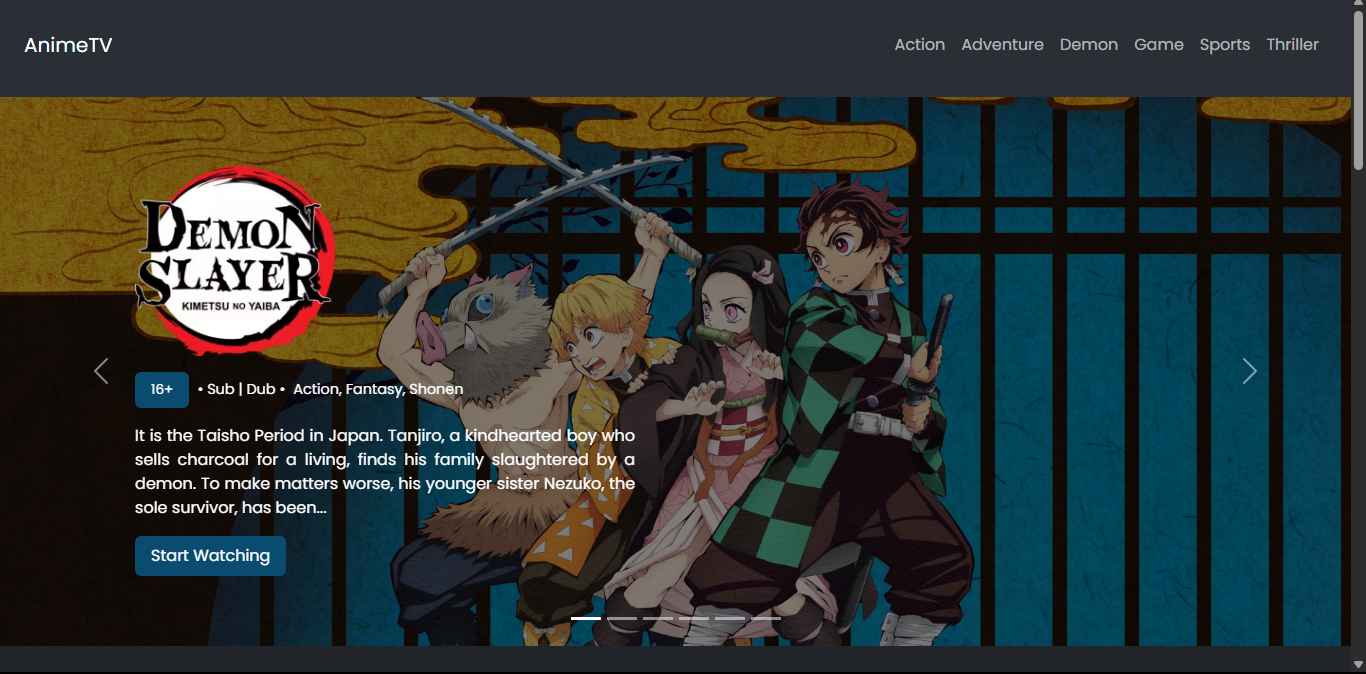 AnimeTV
Action Adventure Demon Game Sports Thriller
DEMON
SLAYER
KIMETSU NO YAIBA
16+ • Sub | Dub • Action, Fantasy, Shonen
It is the Taisho Period in Japan. Tanjiro, a kindhearted boy who
sells charcoal for a living, finds his family slaughtered by a
demon. To make matters worse, his younger sister Nezuko, the
sole survivor, has been...
Start Watching